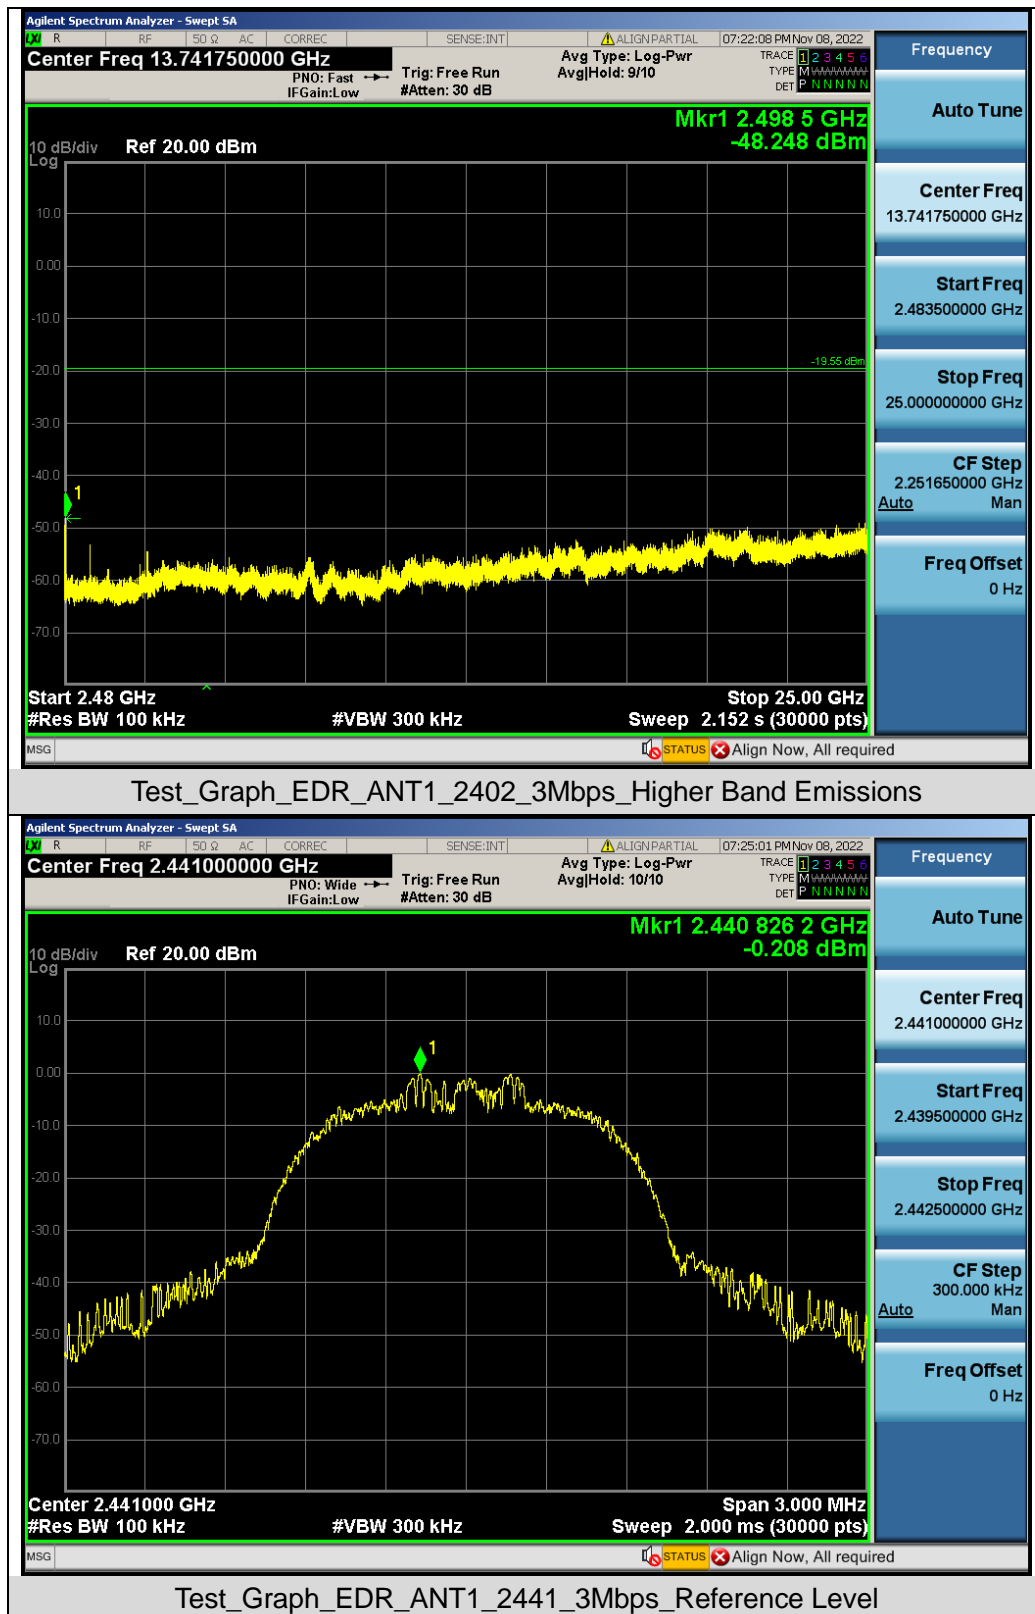 Agilent Spectrum Analyzer - Swept SA
LXI R RF 50 Ω AC CORREC SENSE:INT ALIGN PARTIAL 07:22:08 PM Nov 08, 2022
Center Freq 13.741750000 GHz
PNO: Fast
IFGain:Low
Trig: Free Run
#Atten: 30 dB
Avg Type: Log-Pwr
Avg|Hold: 9/10
TRACE 1 2 3 4 5 6
TYPE M
DET P N N N N N
Mkr1 2.498 5 GHz
-48.248 dBm
10 dB/div Ref 20.00 dBm
Log
10.0
0.00
-10.0
-19.55 dBm
-20.0
-30.0
-40.0
1
-50.0
-60.0
-70.0
Start 2.48 GHz Stop 25.00 GHz
#Res BW 100 kHz #VBW 300 kHz Sweep 2.152 s (30000 pts)
MSG STATUS Align Now, All required
Frequency
Auto Tune
Center Freq
13.741750000 GHz
Start Freq
2.483500000 GHz
Stop Freq
25.000000000 GHz
CF Step
2.251650000 GHz
Auto Man
Freq Offset
0 Hz
Test_Graph_EDR_ANT1_2402_3Mbps_Higher Band Emissions
Agilent Spectrum Analyzer - Swept SA
LXI R RF 50 Ω AC CORREC SENSE:INT ALIGN PARTIAL 07:25:01 PM Nov 08, 2022
Center Freq 2.441000000 GHz
PNO: Wide
IFGain:Low
Trig: Free Run
#Atten: 30 dB
Avg Type: Log-Pwr
Avg|Hold: 10/10
TRACE 1 2 3 4 5 6
TYPE M
DET P N N N N N
Mkr1 2.440 826 2 GHz
-0.208 dBm
10 dB/div Ref 20.00 dBm
Log
10.0
1
0.00
-10.0
-20.0
-30.0
-40.0
-50.0
-60.0
-70.0
Center 2.441000 GHz Span 3.000 MHz
#Res BW 100 kHz #VBW 300 kHz Sweep 2.000 ms (30000 pts)
MSG STATUS Align Now, All required
Frequency
Auto Tune
Center Freq
2.441000000 GHz
Start Freq
2.439500000 GHz
Stop Freq
2.442500000 GHz
CF Step
300.000 kHz
Auto Man
Freq Offset
0 Hz
Test_Graph_EDR_ANT1_2441_3Mbps_Reference Level